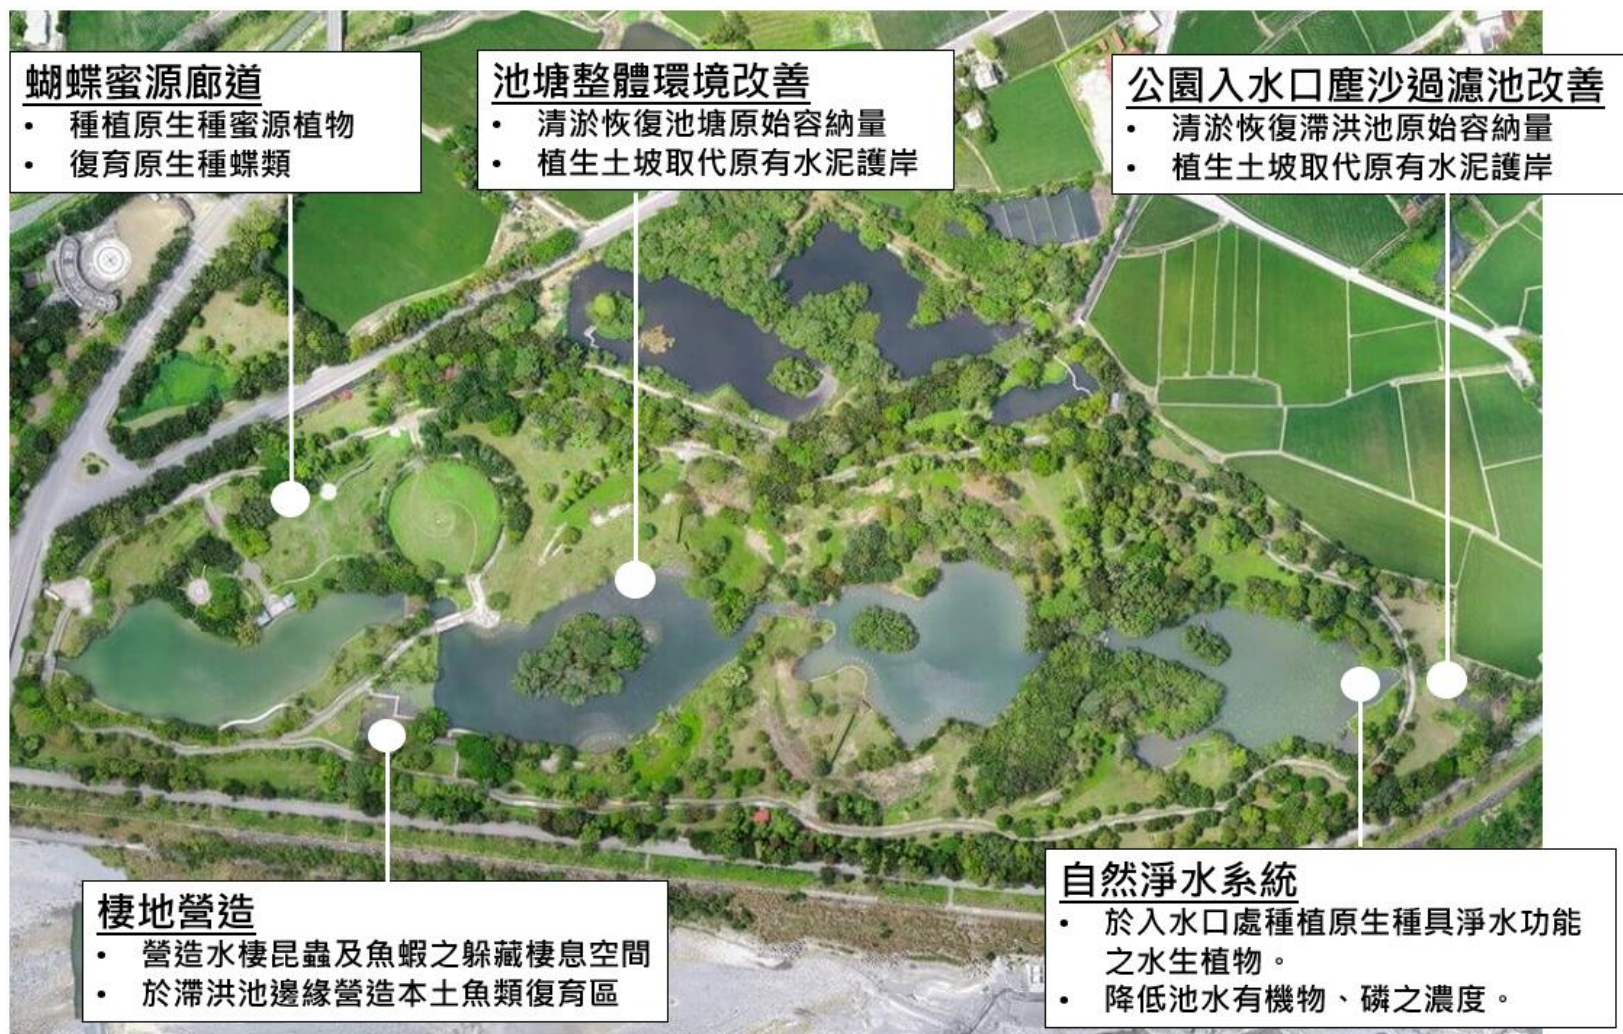 蝴蝶蜜源廊道
• 種植原生種蜜源植物
• 復育原生種蝶類
池塘整體環境改善
• 清淤恢復池塘原始容納量
• 植生土坡取代原有水泥護岸
公園入水口塵沙過濾池改善
• 清淤恢復滯洪池原始容納量
• 植生土坡取代原有水泥護岸
棲地營造
• 營造水棲昆蟲及魚蝦之躲藏棲息空間
• 於滯洪池邊緣營造本土魚類復育區
自然淨水系統
• 於入水口處種植原生種具淨水功能
之水生植物。
• 降低池水有機物、磷之濃度。